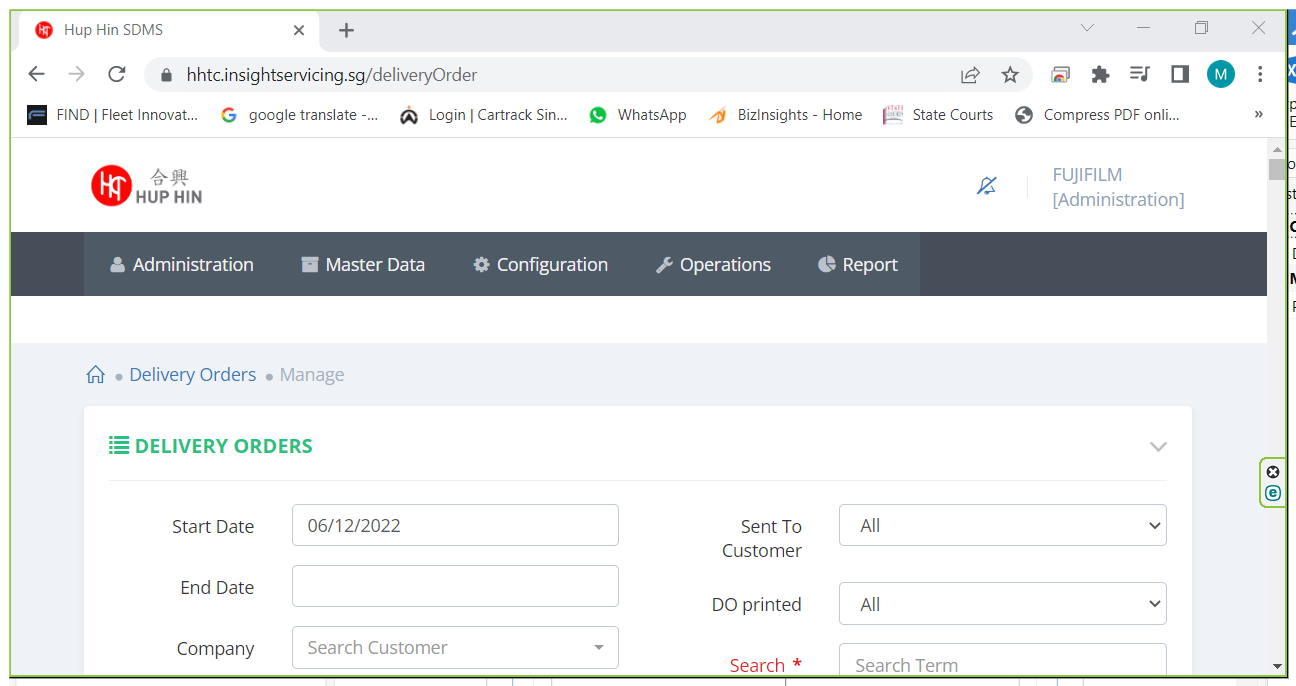 Hup Hin SDMS
hhtc.insightservicing.sg/deliveryOrder
M
FIND | Fleet Innovat...
google translate -...
Login | Cartrack Sin...
WhatsApp
BizInsights - Home
State Courts
Compress PDF onli...
»
合興
HUP HIN
FUJIFILM
[Administration]
Administration
Master Data
Configuration
Operations
Report
Delivery Orders
Manage
DELIVERY ORDERS
Start Date
06/12/2022
Sent To
Customer
All
End Date
DO printed
All
Company
Search Customer
Search *
Search Term